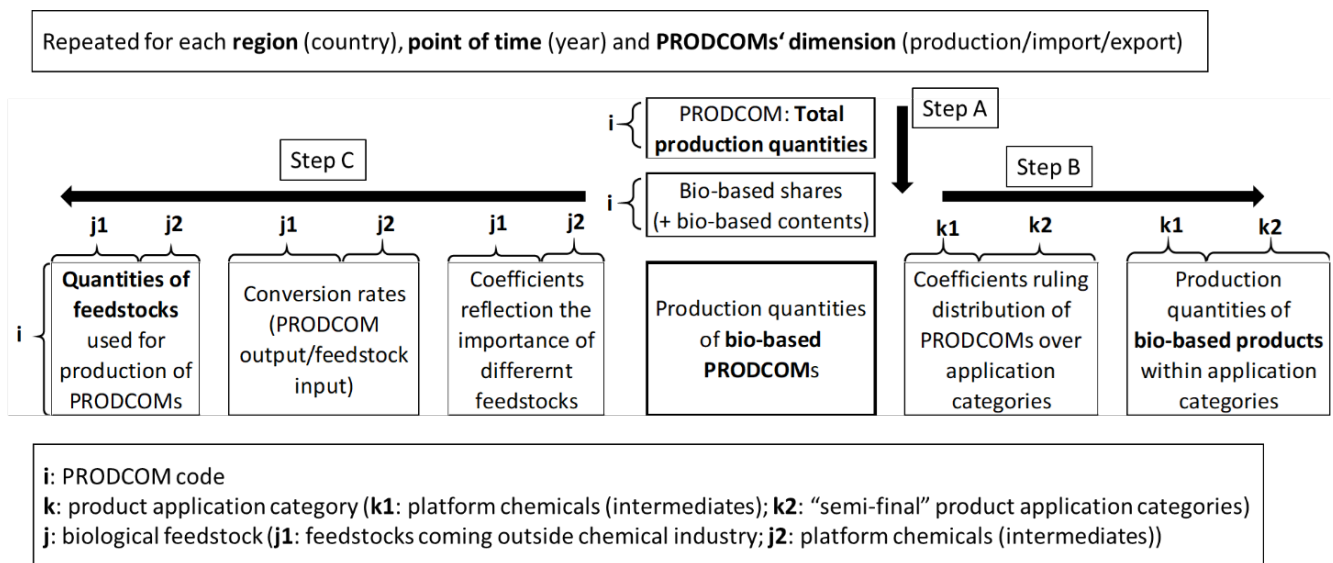 Repeated for each region (country), point of time (year) and PRODCOMs‘ dimension (production/import/export)
Step C
i
PRODCOM: Total
production quantities
Step A
i
Bio-based shares
(+ bio-based contents)
Step B
j1 j2
j1 j2
j1 j2
k1 k2
k1 k2
i
Quantities of
feedstocks
used for
production of
PRODCOMs
Conversion rates
(PRODCOM
output/feedstock
input)
Coefficients
reflection the
importance of
differernt
feedstocks
Production quantities
of bio-based
PRODCOMs
Coefficients ruling
distribution of
PRODCOMs over
application
categories
Production
quantities of
bio-based products
within application
categories
i: PRODCOM code
k: product application category (k1: platform chemicals (intermediates); k2: “semi-final” product application categories)
j: biological feedstock (j1: feedstocks coming outside chemical industry; j2: platform chemicals (intermediates))